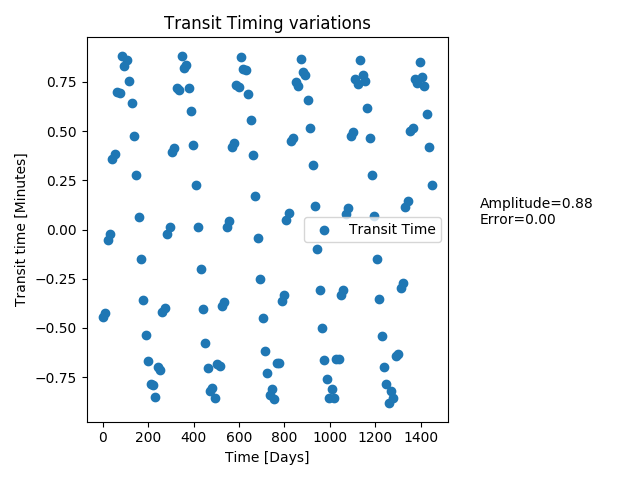 Transit Timing variations
Transit time [Minutes]
0.75
0.50
0.25
0.00
−0.25
−0.50
−0.75
Transit Time
Amplitude=0.88
Error=0.00
0 200 400 600 800 1000 1200 1400
Time [Days]